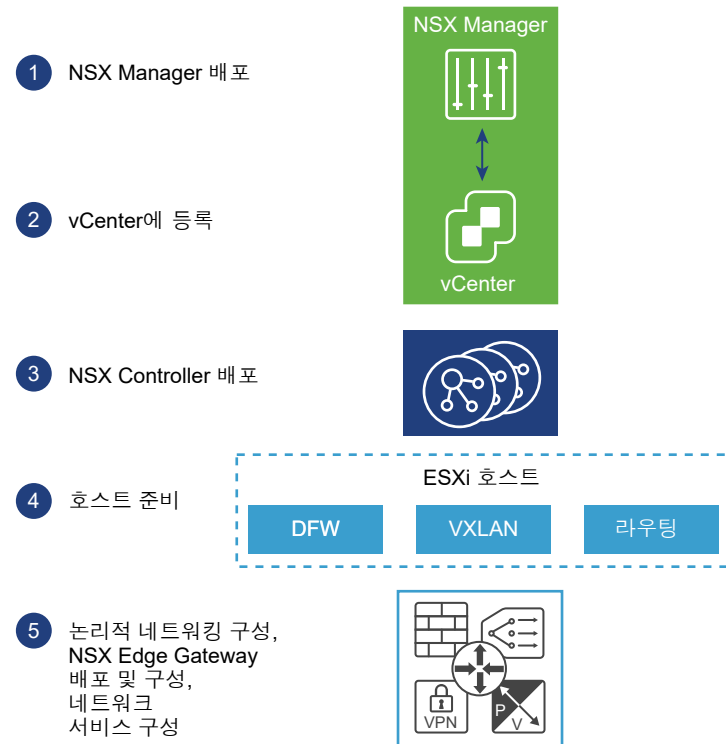 NSX Manager
1 NSX Manager 배포
2 vCenter에 등록
vCenter
3 NSX Controller 배포
ESXi 호스트
4 호스트 준비
DFW VXLAN 라우팅
5 논리적 네트워킹 구성,
NSX Edge Gateway
배포 및 구성,
네트워크
서비스 구성
VPN
P
V